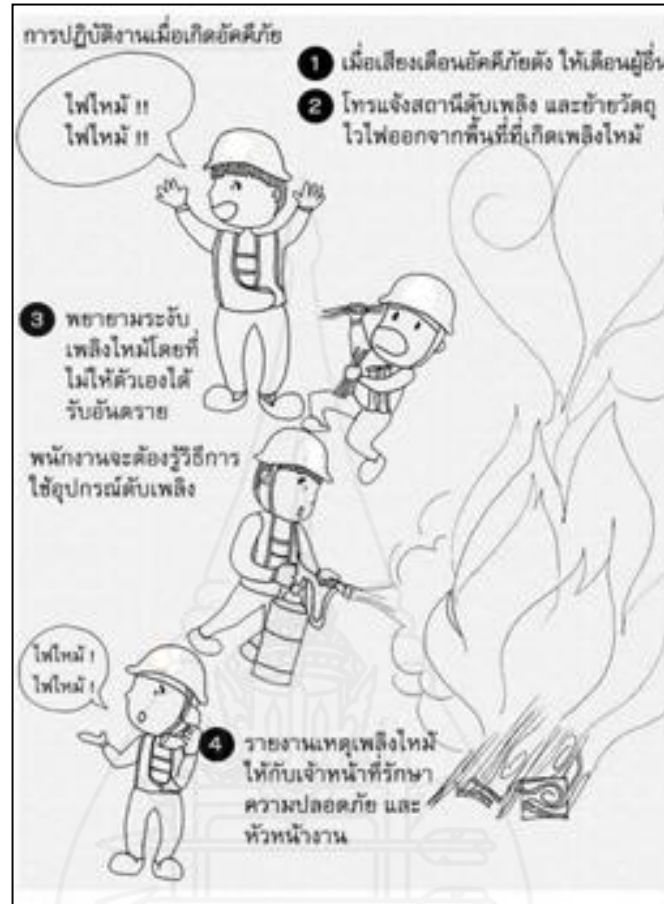 การปฏิบัติงานเมื่อเกิดอัคคีภัย
1 เมื่อเสียงเตือนอัคคีภัยดัง ให้เตือนผู้อื่น
2 โทรแจ้งสถานีดับเพลิง และย้ายวัตถุ
ไวไฟออกจากพื้นที่ที่เกิดเพลิงไหม้
ไฟไหม้ !!
ไฟไหม้ !!
3 พยายามระงับ
เพลิงไหม้โดยที่
ไม่ให้ตัวเองได้
รับอันตราย
พนักงานจะต้องรู้วิธีการ
ใช้อุปกรณ์ดับเพลิง
ไฟไหม้ !
ไฟไหม้ !
4 รายงานเหตุเพลิงไหม้
ให้กับเจ้าหน้าที่รักษา
ความปลอดภัย และ
หัวหน้างาน